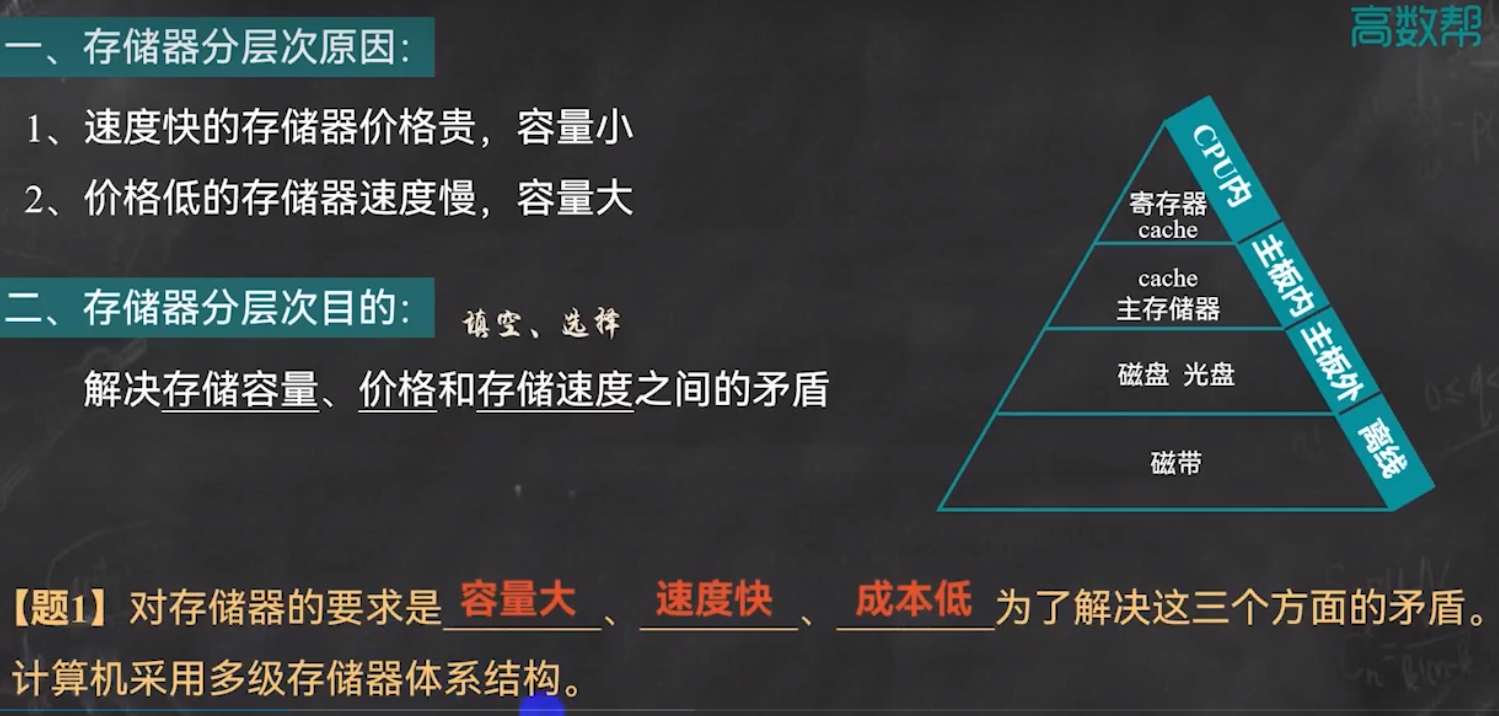 高数帮
一、存储器分层次原因：
1、速度快的存储器价格贵，容量小
2、价格低的存储器速度慢，容量大
二、存储器分层次目的：
填空、选择
解决存储容量、价格和存储速度之间的矛盾
CPU内
寄存器
cache
主板内
cache
主存储器
主板外
磁盘 光盘
离线
磁带
【题1】对存储器的要求是 容量大 、 速度快 、 成本低 为了解决这三个方面的矛盾。
计算机采用多级存储器体系结构。